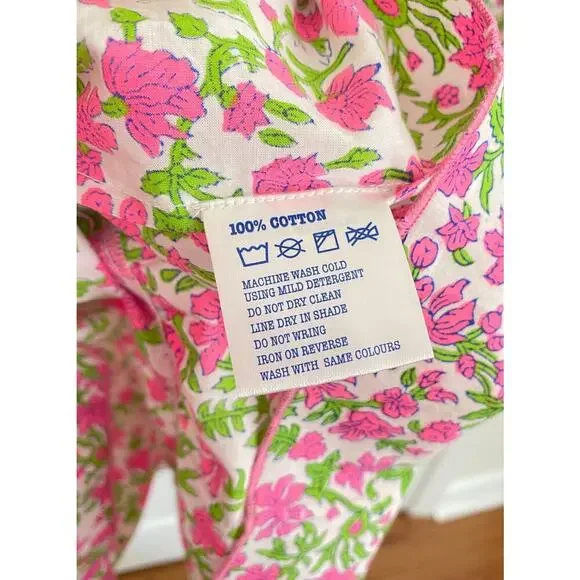 100% COTTON
MACHINE WASH COLD
USING MILD DETERGENT
DO NOT DRY CLEAN
LINE DRY IN SHADE
DO NOT WRING
IRON ON REVERSE
WASH WITH SAME COLOURS